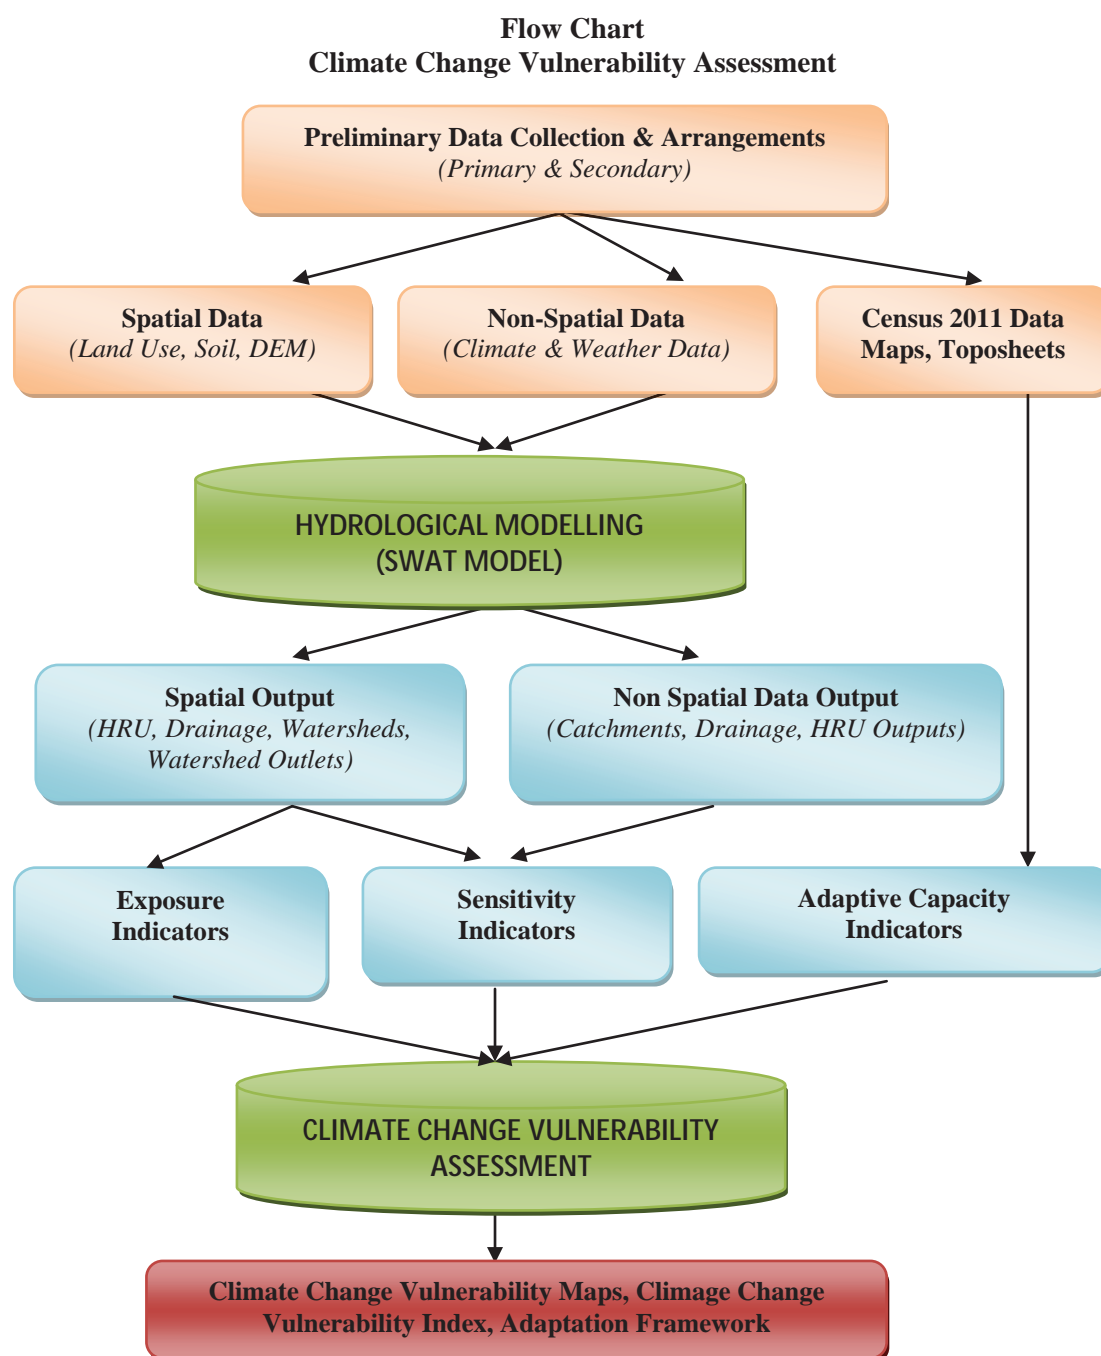 Flow Chart
Climate Change Vulnerability Assessment
Preliminary Data Collection & Arrangements
(Primary & Secondary)
Spatial Data
(Land Use, Soil, DEM)
Non-Spatial Data
(Climate & Weather Data)
Census 2011 Data
Maps, Toposheets
HYDROLOGICAL MODELLING
(SWAT MODEL)
Spatial Output
(HRU, Drainage, Watersheds,
Watershed Outlets)
Non Spatial Data Output
(Catchments, Drainage, HRU Outputs)
Exposure
Indicators
Sensitivity
Indicators
Adaptive Capacity
Indicators
CLIMATE CHANGE VULNERABILITY
ASSESSMENT
Climate Change Vulnerability Maps, Climage Change
Vulnerability Index, Adaptation Framework